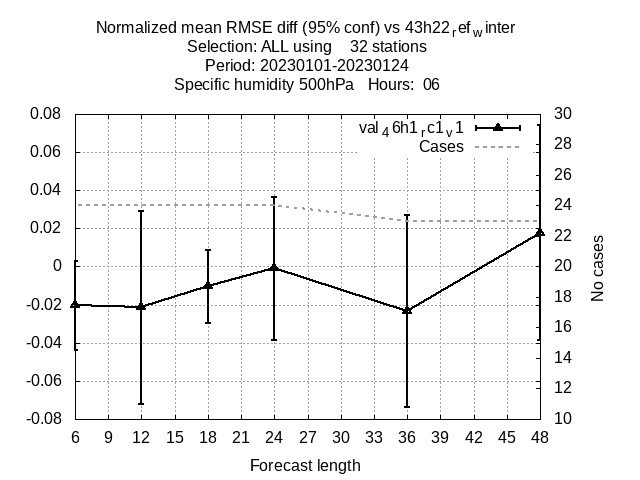 Normalized mean RMSE diff (95% conf) vs 43h22refwinter
Selection: ALL using 32 stations
Period: 20230101-20230124
Specific humidity 500hPa Hours: 06
0.08
0.06
0.04
0.02
0
-0.02
-0.04
-0.06
-0.08
val46h1rc1v1
Cases
30
28
26
24
22
20
18
16
14
12
10
No cases
6 9 12 15 18 21 24 27 30 33 36 39 42 45 48
Forecast length